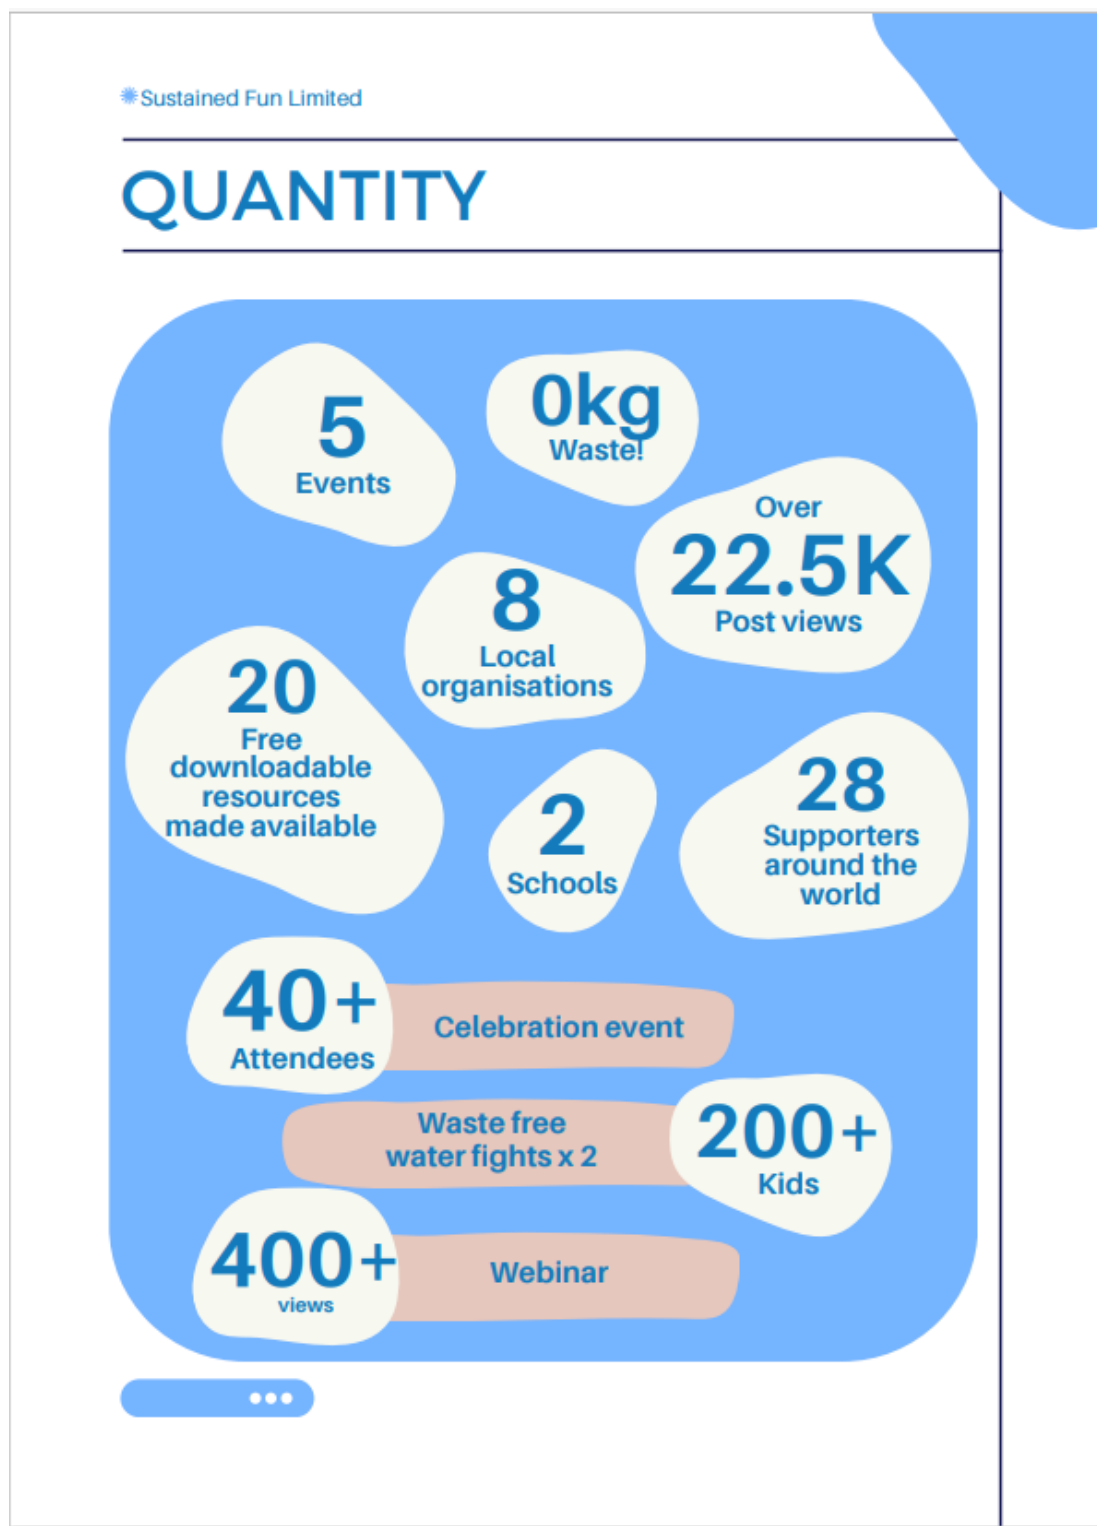 Sustained Fun Limited
QUANTITY
5
Events
0kg
Waste!
Over
22.5K
Post views
8
Local
organisations
20
Free
downloadable
resources
made available
2
Schools
28
Supporters
around the
world
40+
Attendees
Celebration event
Waste free
water fights x 2
200+
Kids
400+
views
Webinar